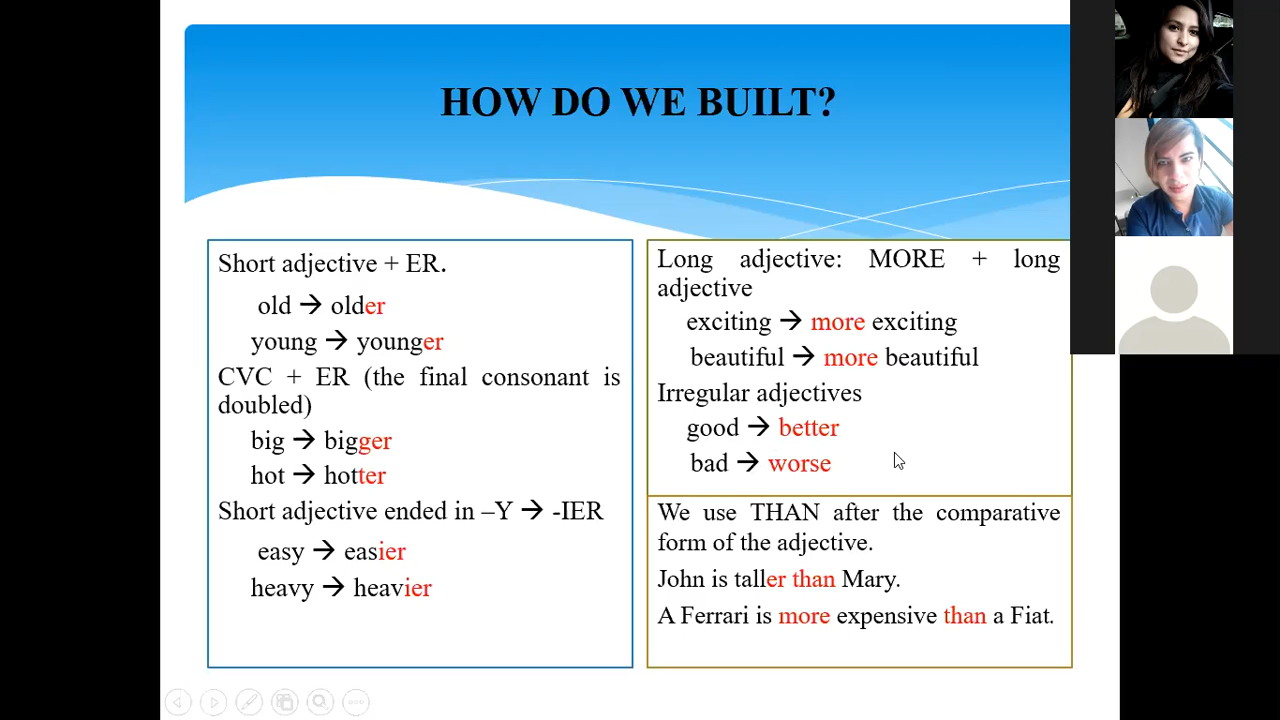 HOW DO WE BUILT?
Short adjective + ER.
old → older
young → younger
CVC + ER (the final consonant is
doubled)
big → bigger
hot → hotter
Short adjective ended in –Y → -IER
easy → easier
heavy → heavier
Long adjective: MORE + long
adjective
exciting → more exciting
beautiful → more beautiful
Irregular adjectives
good → better
bad → worse
We use THAN after the comparative
form of the adjective.
John is taller than Mary.
A Ferrari is more expensive than a Fiat.